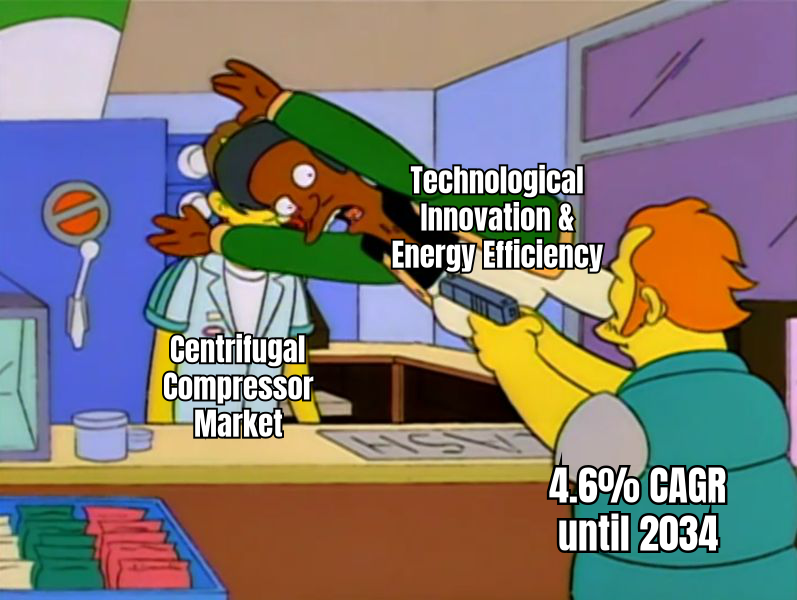 Technological
Innovation &
Energy Efficiency
Centrifugal
Compressor
Market
4.6% CAGR
until 2034